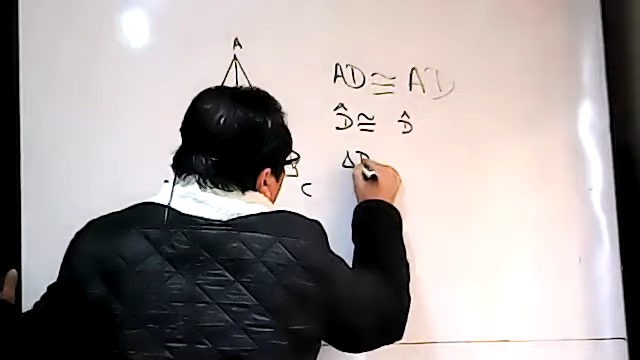 A
AD ≅ AD
D̂ ≅ D̂
C